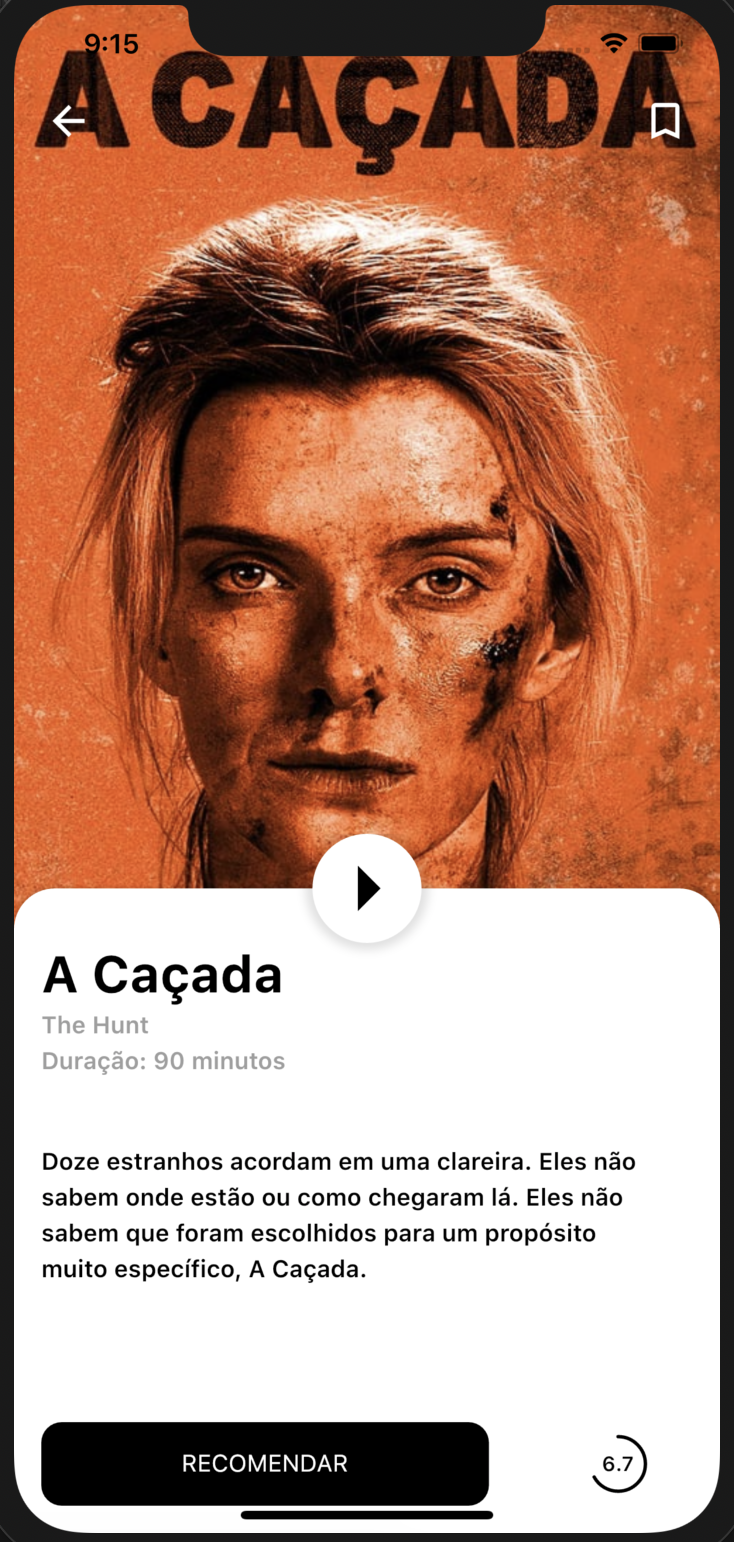 9:15
A CAÇADA
A Caçada
The Hunt
Duração: 90 minutos
Doze estranhos acordam em uma clareira. Eles não
sabem onde estão ou como chegaram lá. Eles não
sabem que foram escolhidos para um propósito
muito específico, A Caçada.
RECOMENDAR
6.7